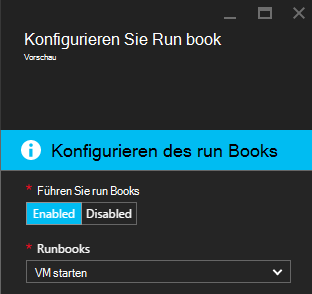 Konfigurieren Sie Run book
Vorschau
Konfigurieren des run Books
* Führen Sie run Books
Enabled Disabled
* Runbooks
VM starten